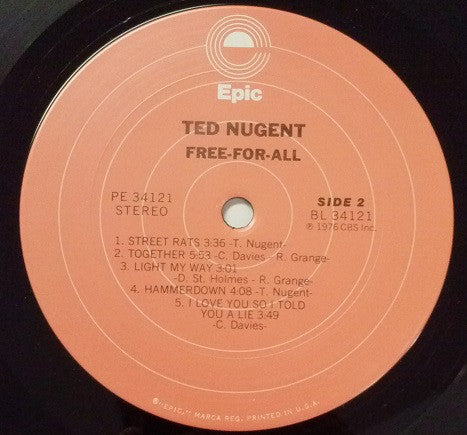 Epic
TED NUGENT
FREE-FOR-ALL
PE 34121
STEREO
SIDE 2
BL 34121
℗ 1976 CBS Inc.
1. STREET RATS 3:36 -T. Nugent-
2. TOGETHER 5:53 -C. Davies - R. Grange-
3. LIGHT MY WAY 3:01
-D. St. Holmes - R. Grange-
4. HAMMERDOWN 4:08 -T. Nugent-
5. I LOVE YOU SO I TOLD
YOU A LIE 3:49
-C. Davies-
®"EPIC," MARCA REG. PRINTED IN U.S.A.